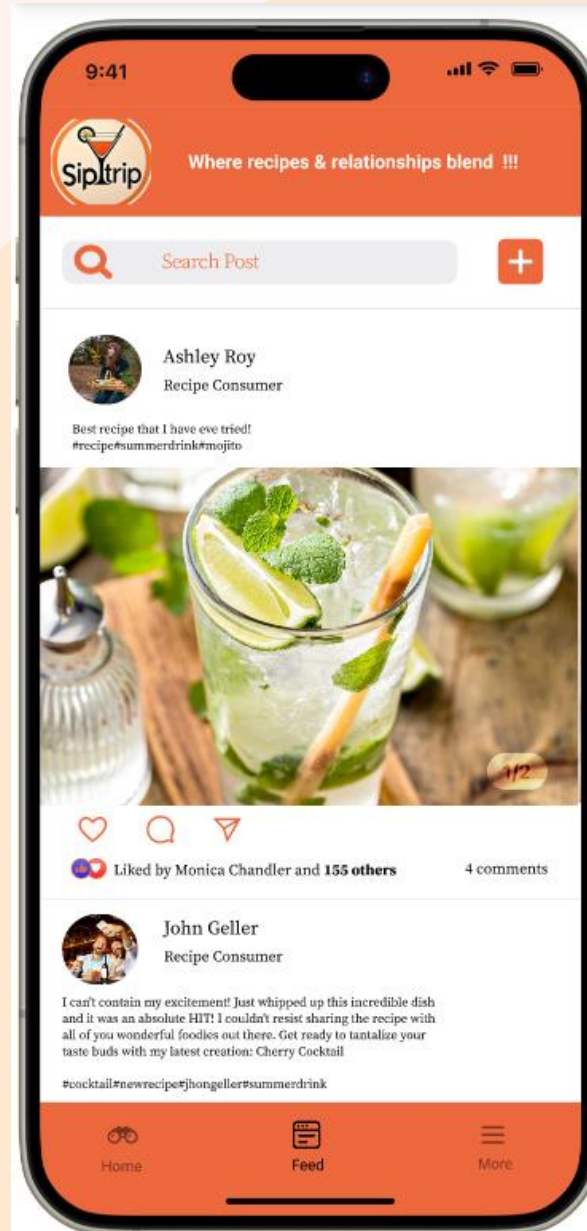 9:41
Sip trip
Where recipes & relationships blend !!!
Search Post
Ashley Roy
Recipe Consumer
Best recipe that I have eve tried!
#recipe#summerdrink#mojito
1/2
Liked by Monica Chandler and 155 others
4 comments
John Geller
Recipe Consumer
I can't contain my excitement! Just whipped up this incredible dish
and it was an absolute HIT! I couldn't resist sharing the recipe with
all of you wonderful foodies out there. Get ready to tantalize your
taste buds with my latest creation: Cherry Cocktail
#cocktail#newrecipe#jhongeller#summerdrink
Home
Feed
More